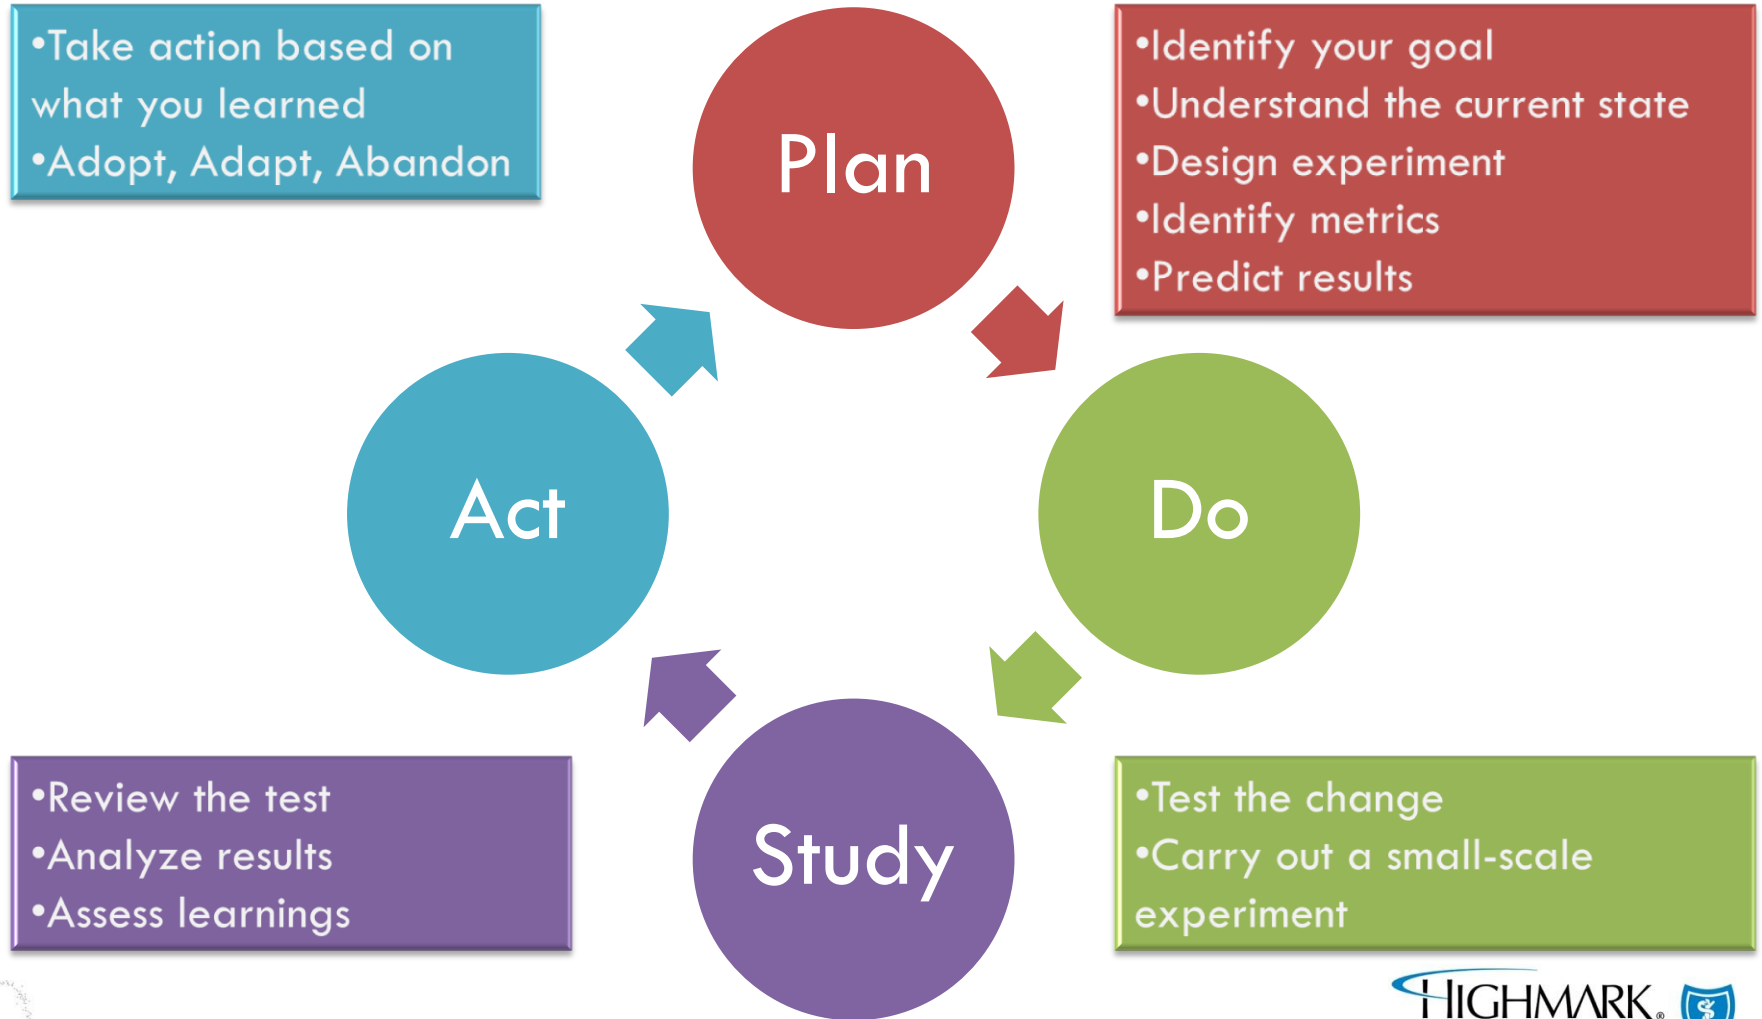 •Take action based on
what you learned
•Adopt, Adapt, Abandon
Plan
•Identify your goal
•Understand the current state
•Design experiment
•Identify metrics
•Predict results
Act
Do
•Review the test
•Analyze results
•Assess learnings
Study
•Test the change
•Carry out a small-scale
experiment
HIGHMARK®